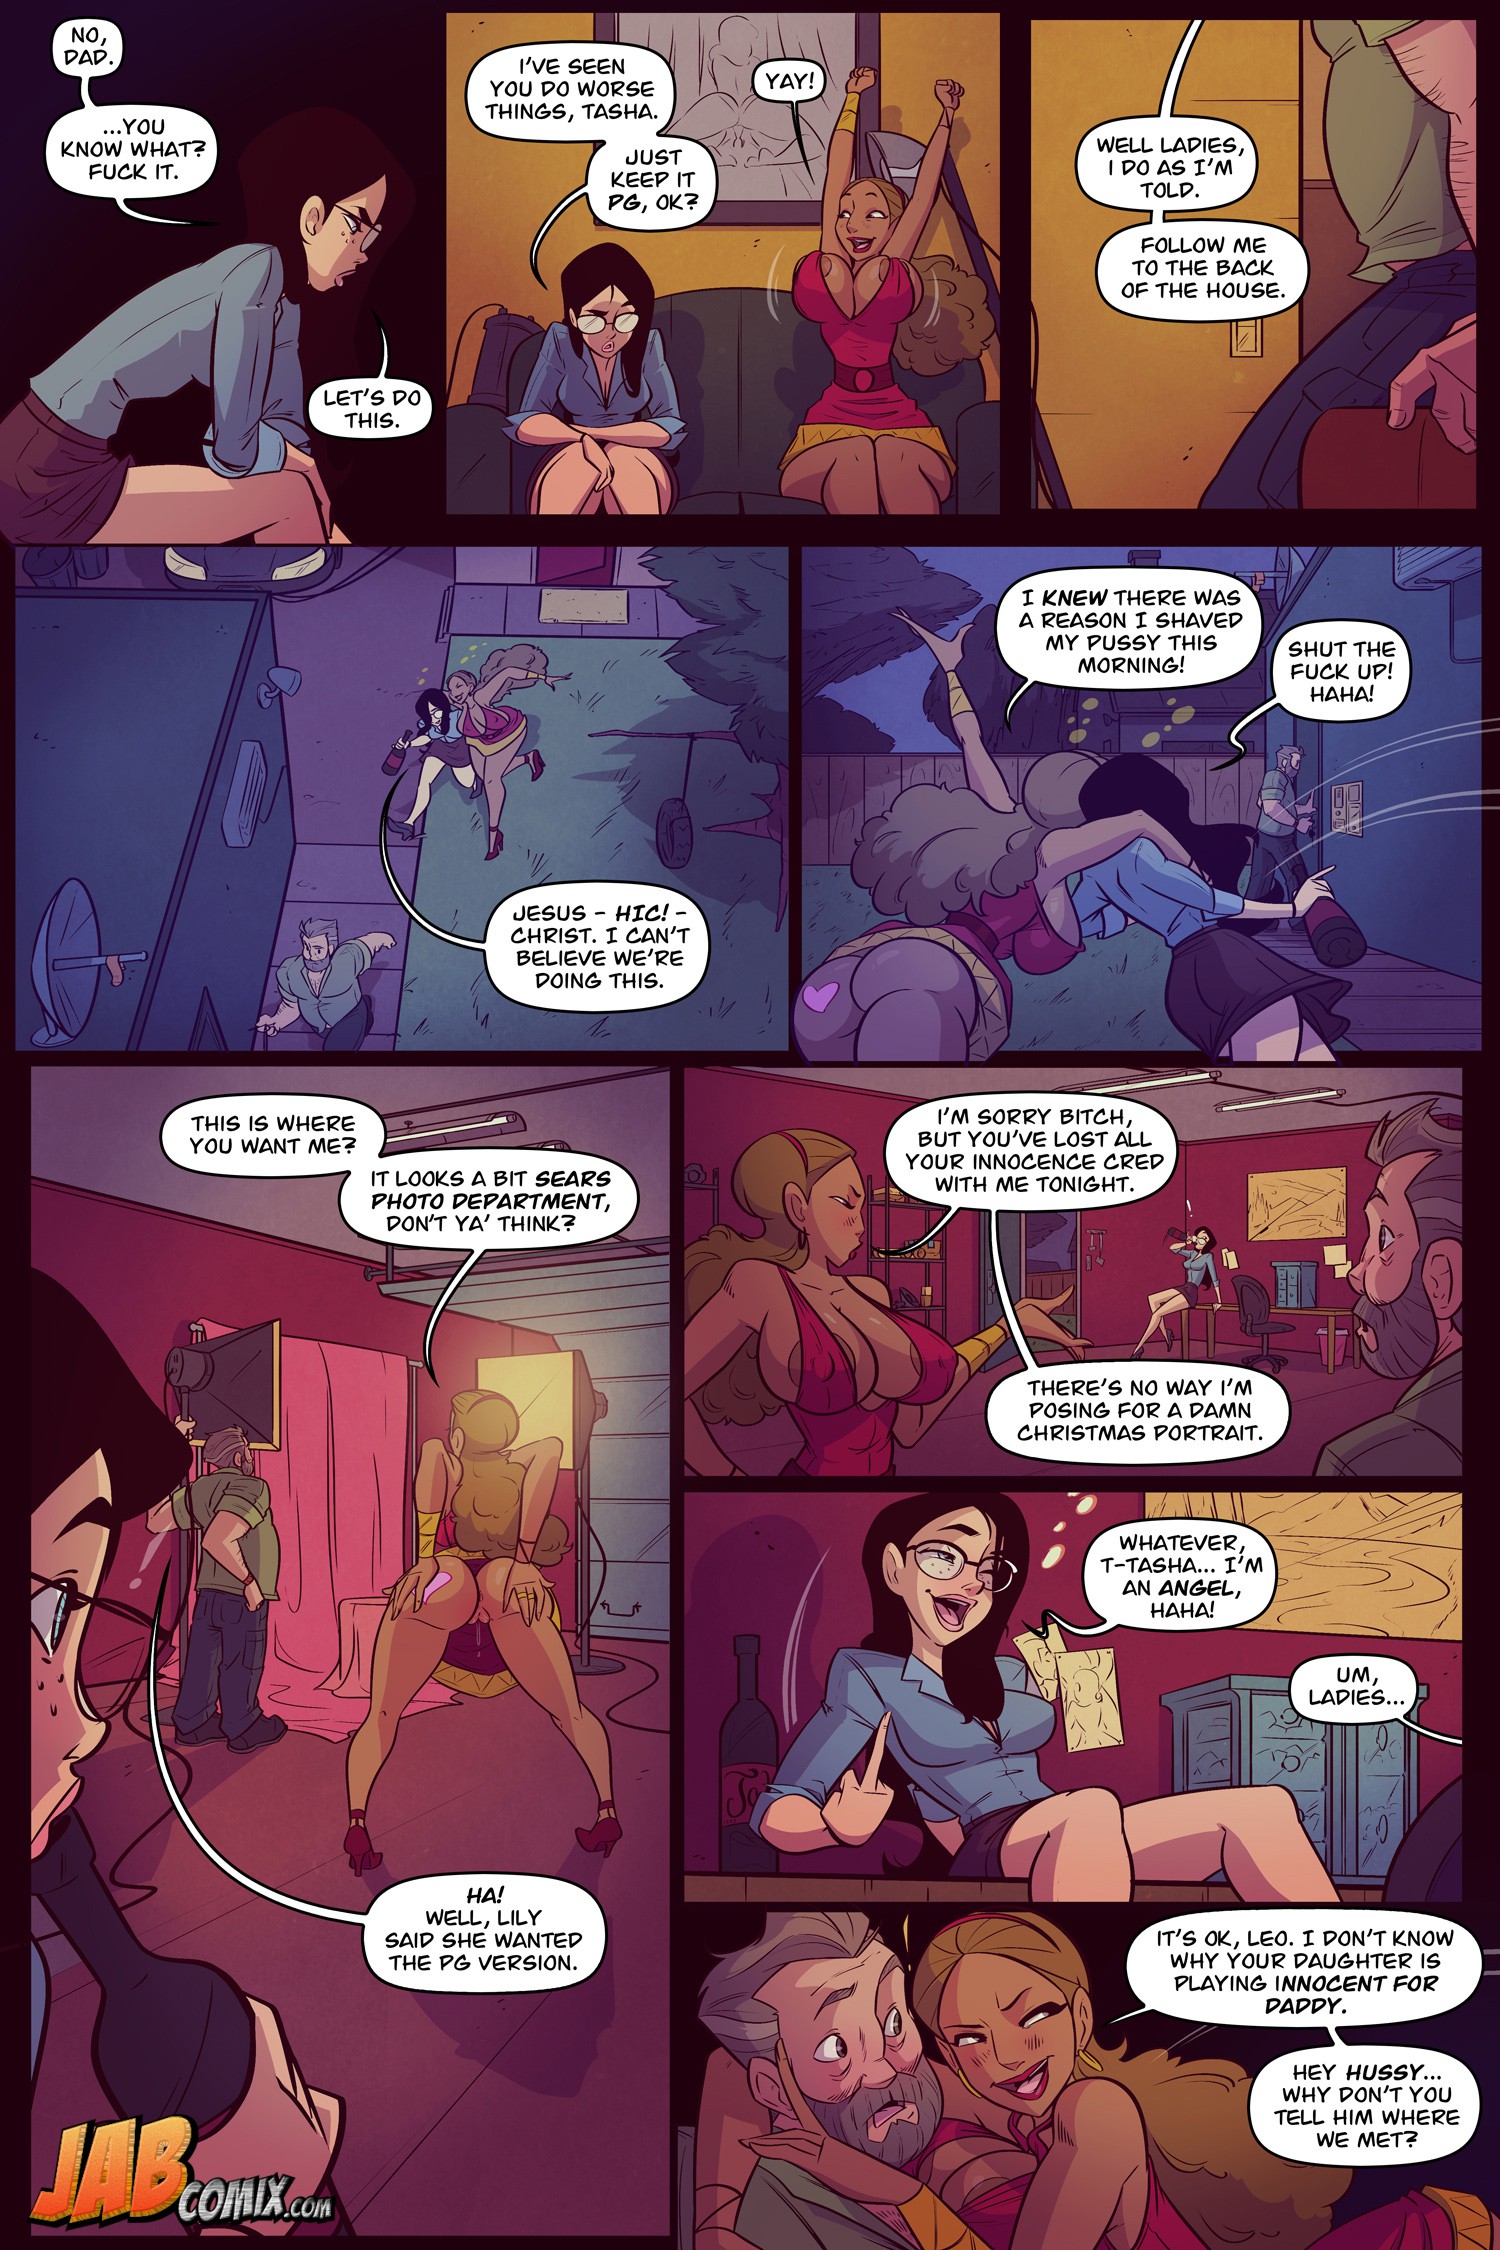 NO,
DAD.
...YOU
KNOW WHAT?
FUCK IT.
LET'S DO
THIS.
I'VE SEEN
YOU DO WORSE
THINGS, TASHA.
JUST
KEEP IT
PG, OK?
YAY!
WELL LADIES,
I DO AS I'M
TOLD.
FOLLOW ME
TO THE BACK
OF THE HOUSE.
JESUS - HIC! -
CHRIST. I CAN'T
BELIEVE WE'RE
DOING THIS.
I KNEW THERE WAS
A REASON I SHAVED
MY PUSSY THIS
MORNING!
SHUT THE
FUCK UP!
HAHA!
THIS IS WHERE
YOU WANT ME?
IT LOOKS A BIT SEARS
PHOTO DEPARTMENT,
DON'T YA' THINK?
HA!
WELL, LILY
SAID SHE WANTED
THE PG VERSION.
I'M SORRY BITCH,
BUT YOU'VE LOST ALL
YOUR INNOCENCE CRED
WITH ME TONIGHT.
THERE'S NO WAY I'M
POSING FOR A DAMN
CHRISTMAS PORTRAIT.
WHATEVER,
T-TASHA... I'M
AN ANGEL,
HAHA!
UM,
LADIES...
IT'S OK, LEO. I DON'T KNOW
WHY YOUR DAUGHTER IS
PLAYING INNOCENT FOR
DADDY.
HEY HUSSY...
WHY DON'T YOU
TELL HIM WHERE
WE MET?
JAB
COMIX.com